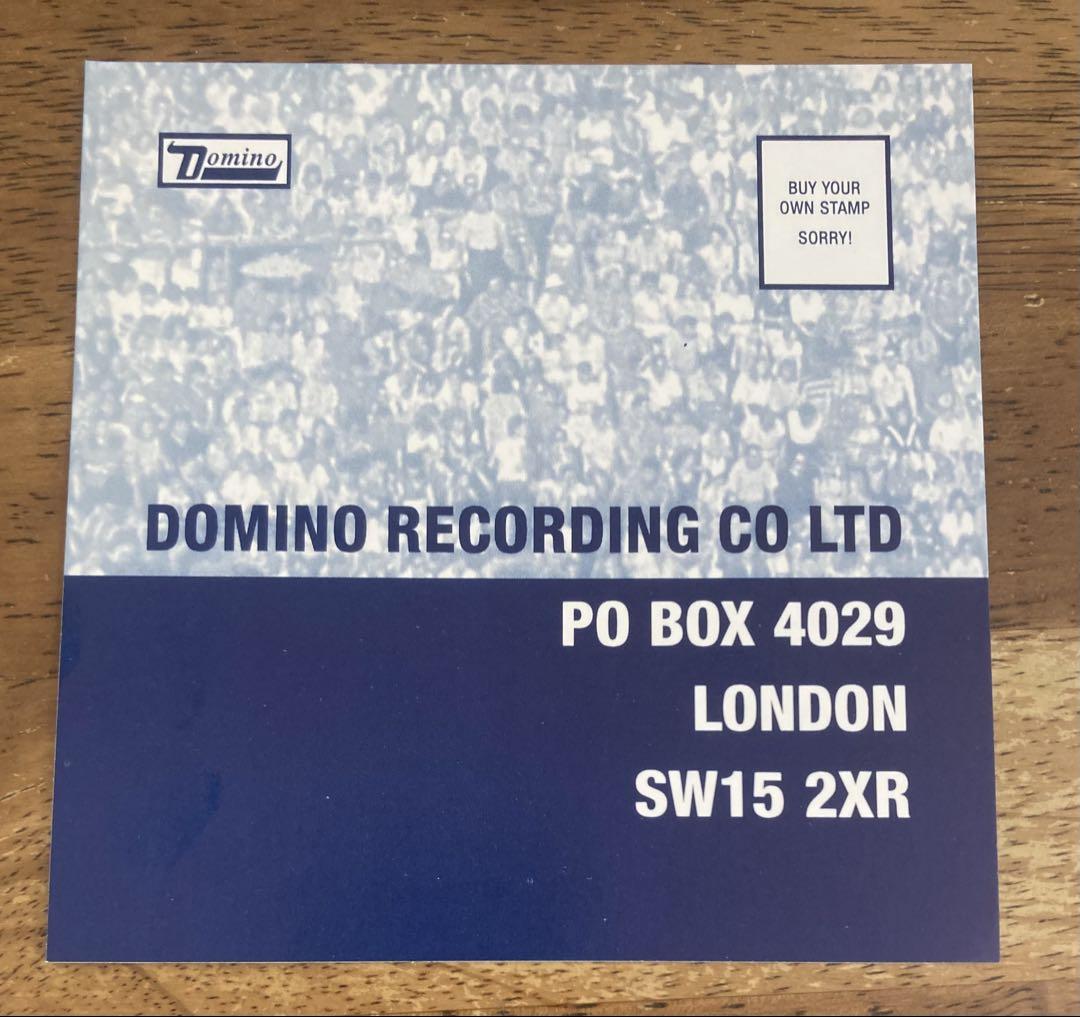 Domino
BUY YOUR
OWN STAMP
SORRY!
DOMINO RECORDING CO LTD
PO BOX 4029
LONDON
SW15 2XR